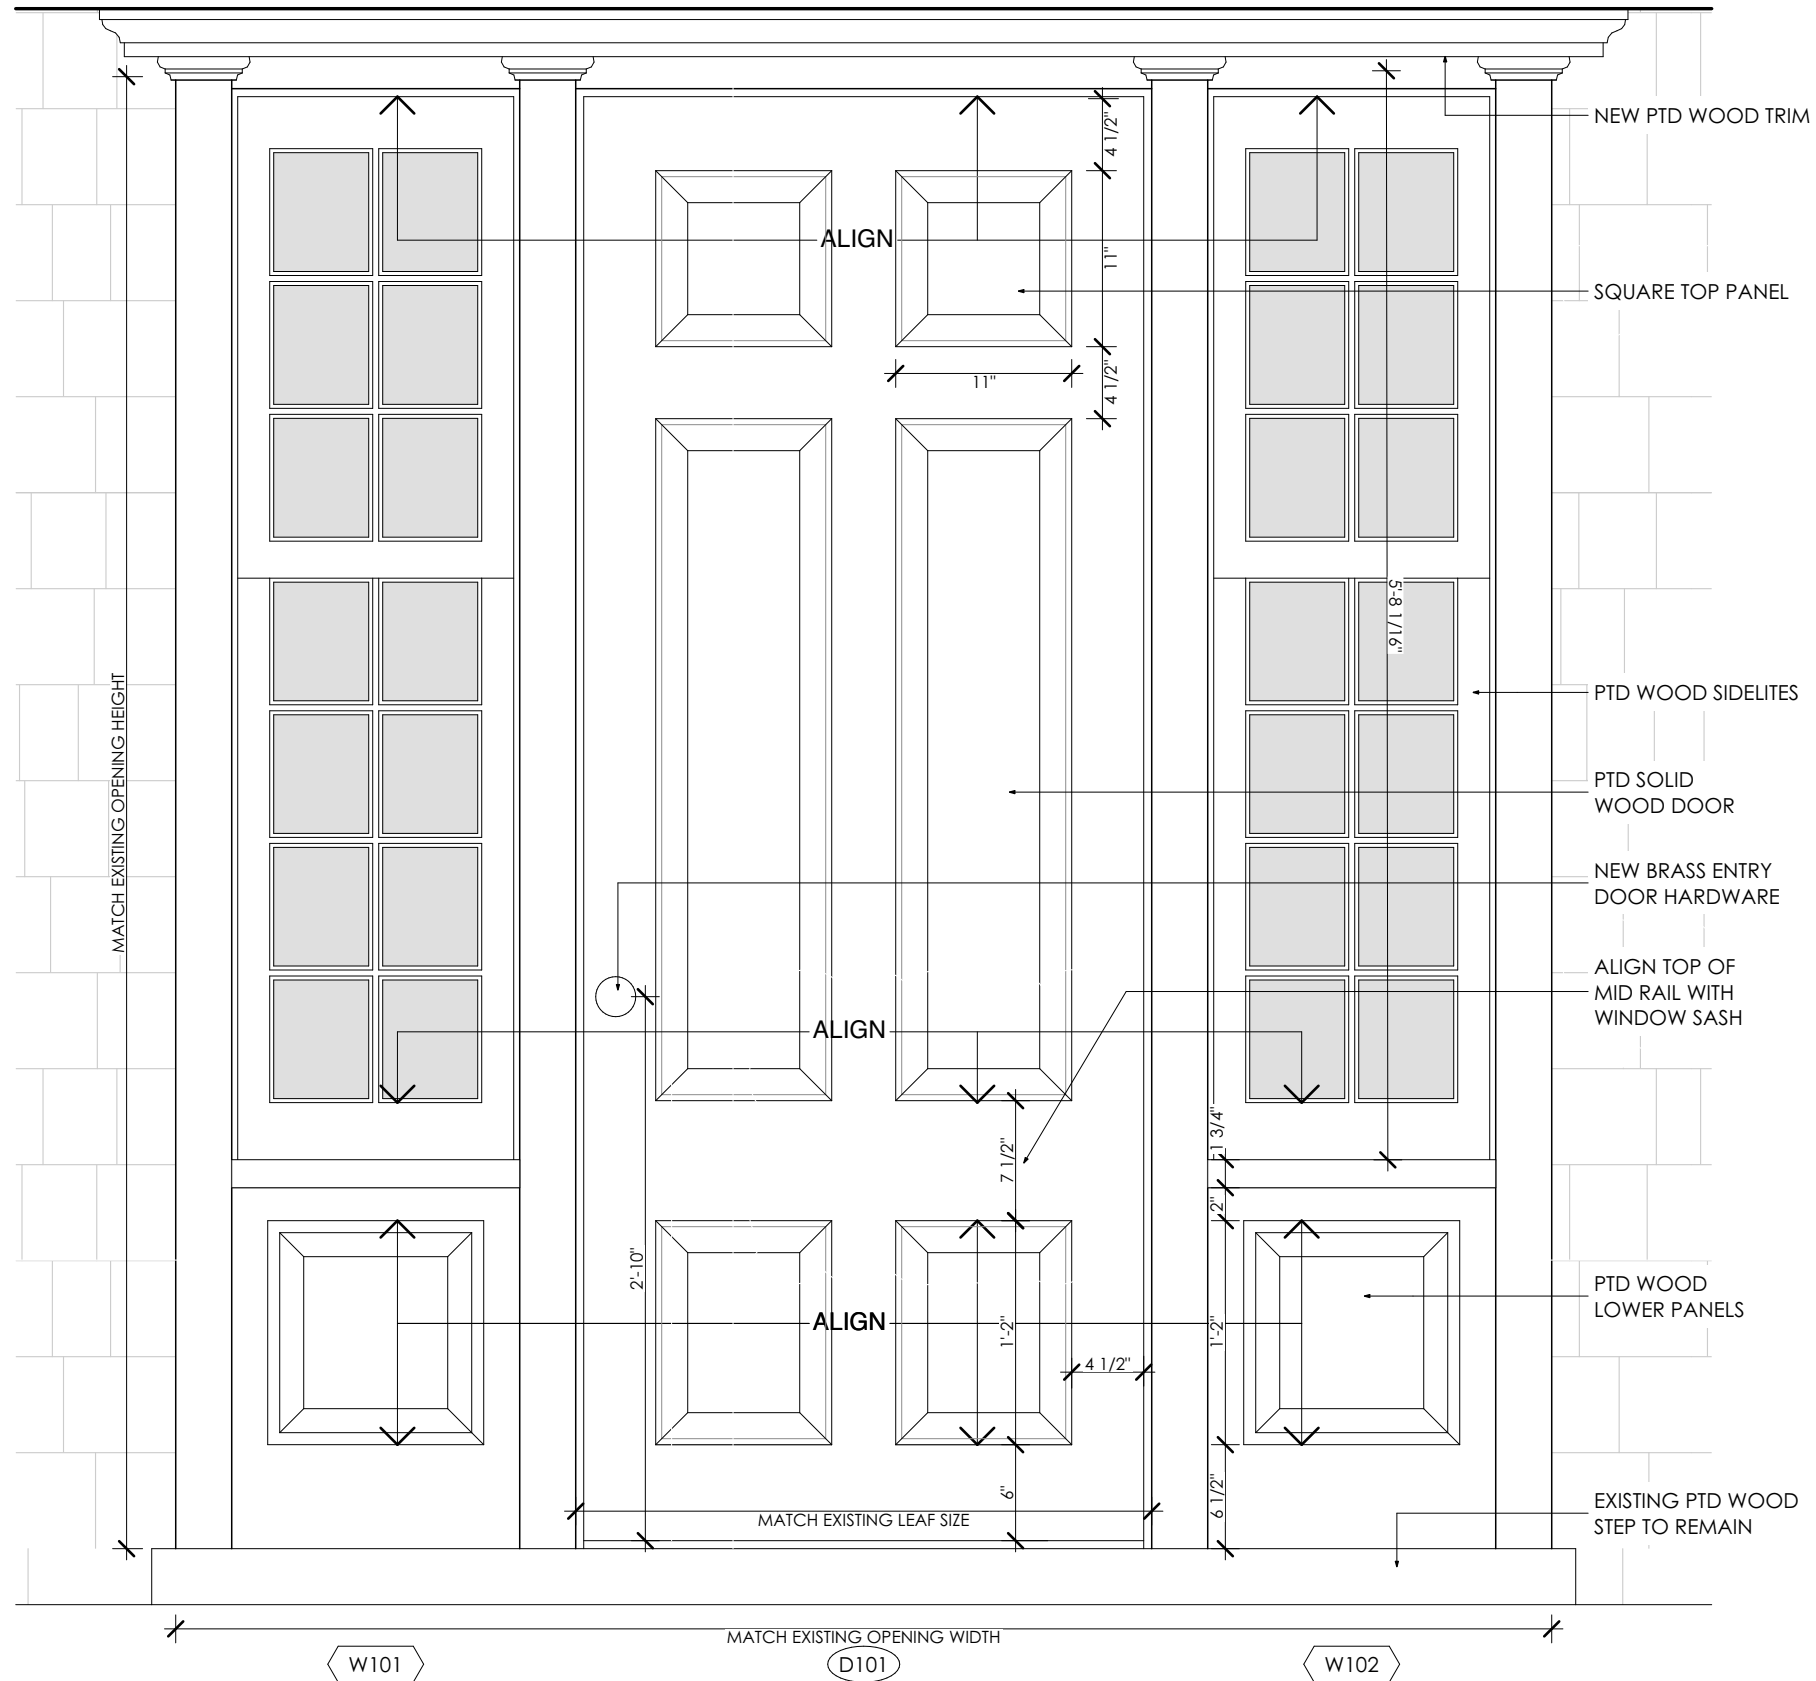 NEW PTD WOOD TRIM
4 1/2"
ALIGN
11"
SQUARE TOP PANEL
11"
4 1/2"
5'-8 1/16"
MATCH EXISTING OPENING HEIGHT
PTD WOOD SIDELITES
PTD SOLID
WOOD DOOR
NEW BRASS ENTRY
DOOR HARDWARE
ALIGN TOP OF
MID RAIL WITH
WINDOW SASH
ALIGN
7 1/2"
1 3/4"
2"
2'-10"
PTD WOOD
LOWER PANELS
ALIGN
1'-2"
1'-2"
4 1/2"
6"
6 1/2"
MATCH EXISTING LEAF SIZE
EXISTING PTD WOOD
STEP TO REMAIN
MATCH EXISTING OPENING WIDTH
W101
D101
W102